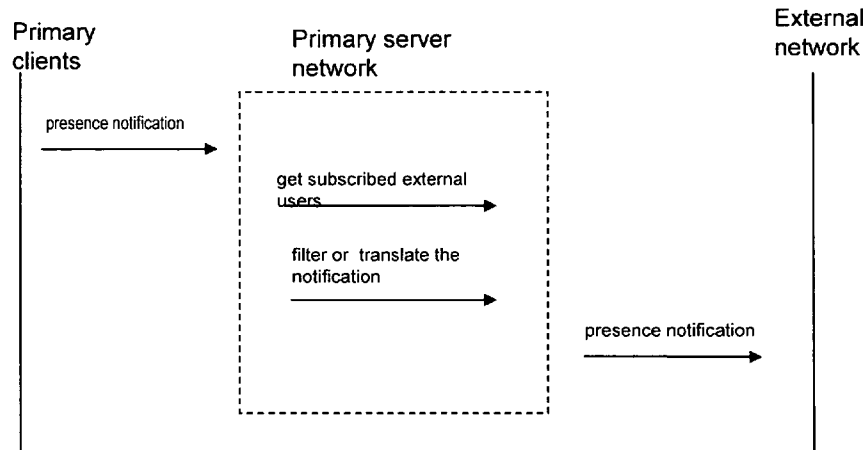 Primary
clients
Primary server
network
External
network
presence notification
get subscribed external
users
filter or translate the
notification
presence notification